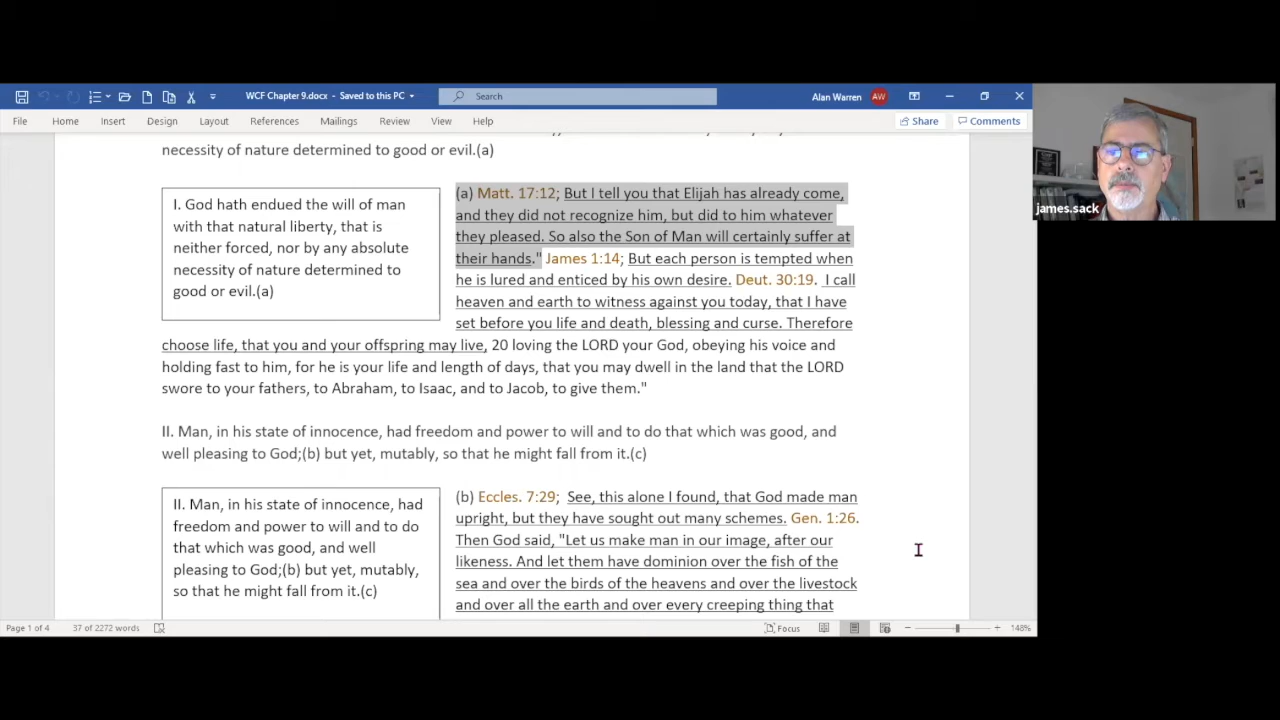 WCF Chapter 9.docx - Saved to this PC
Search
Alan Warren AW
File Home Insert Design Layout References Mailings Review View Help Share Comments
necessity of nature determined to good or evil.(a)
I. God hath endued the will of man
with that natural liberty, that is
neither forced, nor by any absolute
necessity of nature determined to
good or evil.(a)
(a) Matt. 17:12; But I tell you that Elijah has already come,
and they did not recognize him, but did to him whatever
they pleased. So also the Son of Man will certainly suffer at
their hands." James 1:14; But each person is tempted when
he is lured and enticed by his own desire. Deut. 30:19. I call
heaven and earth to witness against you today, that I have
set before you life and death, blessing and curse. Therefore
choose life, that you and your offspring may live, 20 loving the LORD your God, obeying his voice and
holding fast to him, for he is your life and length of days, that you may dwell in the land that the LORD
swore to your fathers, to Abraham, to Isaac, and to Jacob, to give them."
II. Man, in his state of innocence, had freedom and power to will and to do that which was good, and
well pleasing to God;(b) but yet, mutably, so that he might fall from it.(c)
II. Man, in his state of innocence, had
freedom and power to will and to do
that which was good, and well
pleasing to God;(b) but yet, mutably,
so that he might fall from it.(c)
(b) Eccles. 7:29; See, this alone I found, that God made man
upright, but they have sought out many schemes. Gen. 1:26.
Then God said, "Let us make man in our image, after our
likeness. And let them have dominion over the fish of the
sea and over the birds of the heavens and over the livestock
and over all the earth and over every creeping thing that
Page 1 of 4 37 of 2272 words Focus 148%
james.sack